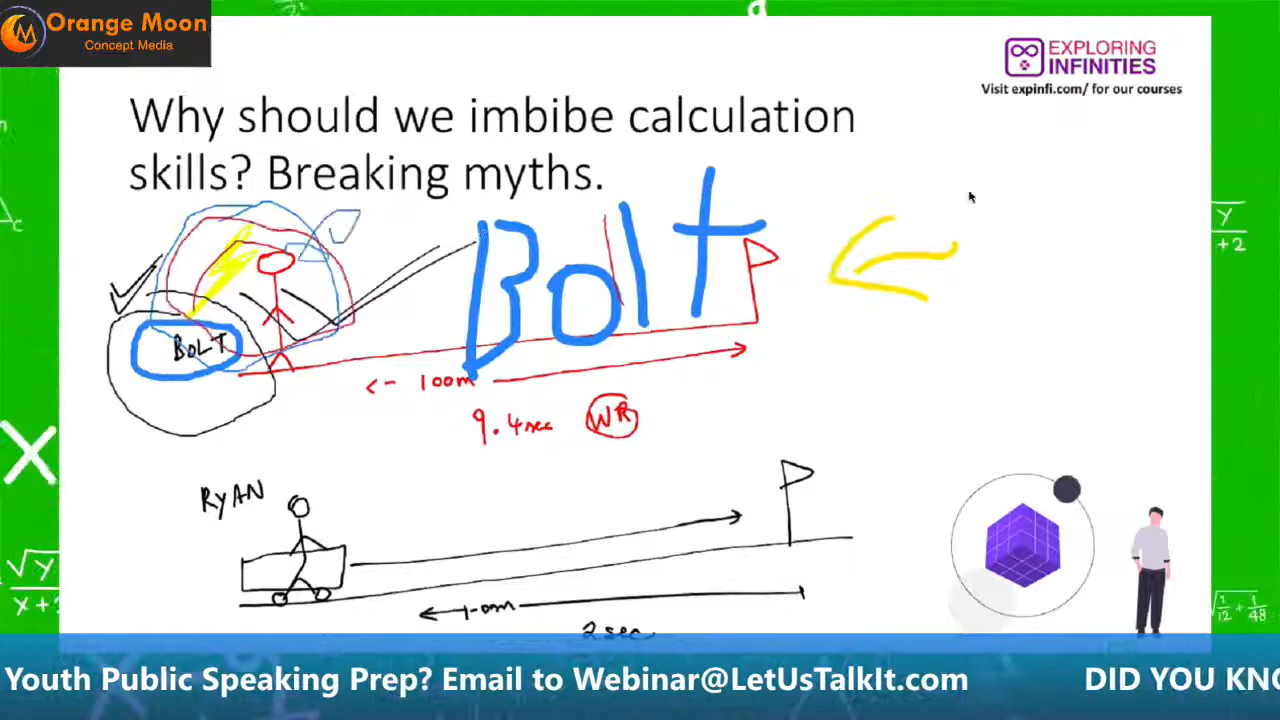 Orange Moon
Concept Media
EXPLORING
INFINITIES
Visit expinfi.com/ for our courses
Why should we imbibe calculation
skills? Breaking myths.
Bolt
BOLT
100m
9.4sec WR
RYAN
2sec
Youth Public Speaking Prep? Email to Webinar@LetUsTalkIt.com DID YOU KNO
Y
+2
X
√Y
X+